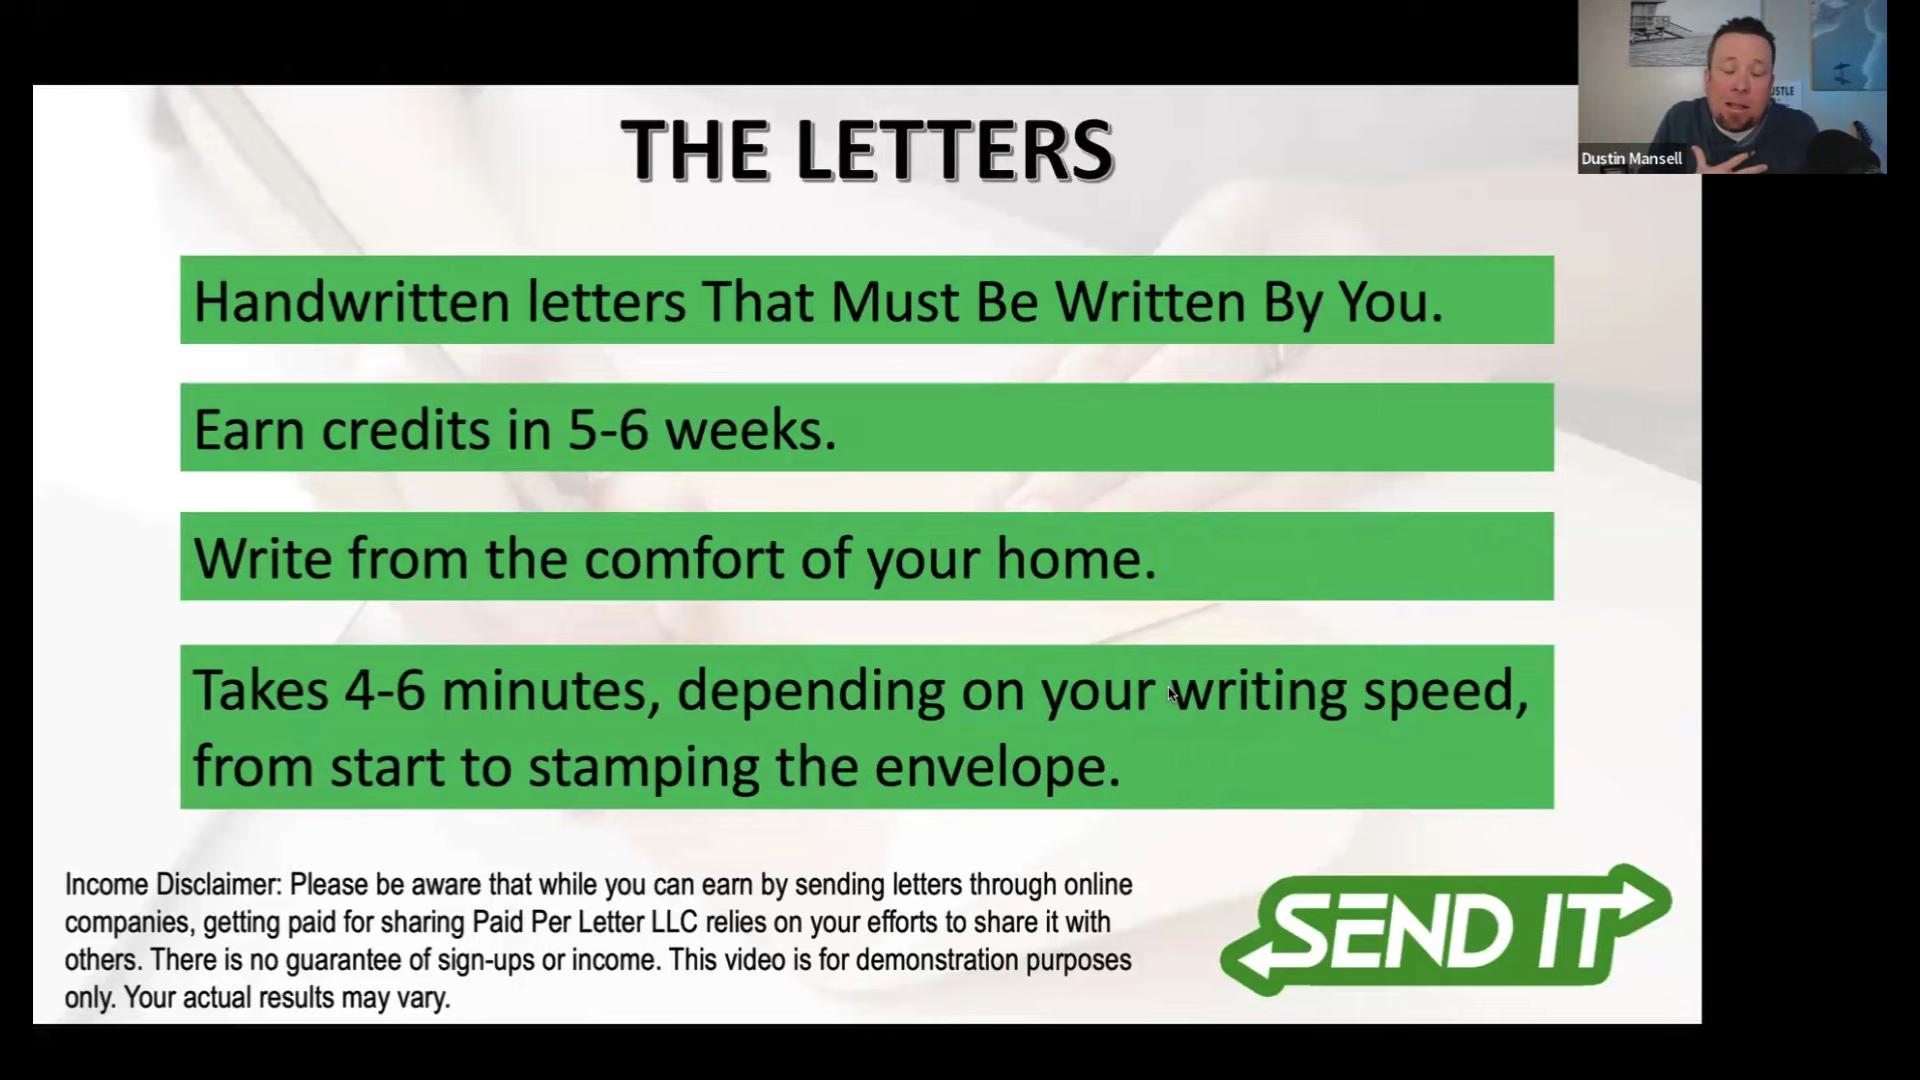 THE LETTERS
Handwritten letters That Must Be Written By You.
Earn credits in 5-6 weeks.
Write from the comfort of your home.
Takes 4-6 minutes, depending on your writing speed,
from start to stamping the envelope.
Income Disclaimer: Please be aware that while you can earn by sending letters through online
companies, getting paid for sharing Paid Per Letter LLC relies on your efforts to share it with
others. There is no guarantee of sign-ups or income. This video is for demonstration purposes
only. Your actual results may vary.
SEND IT
Dustin Mansell